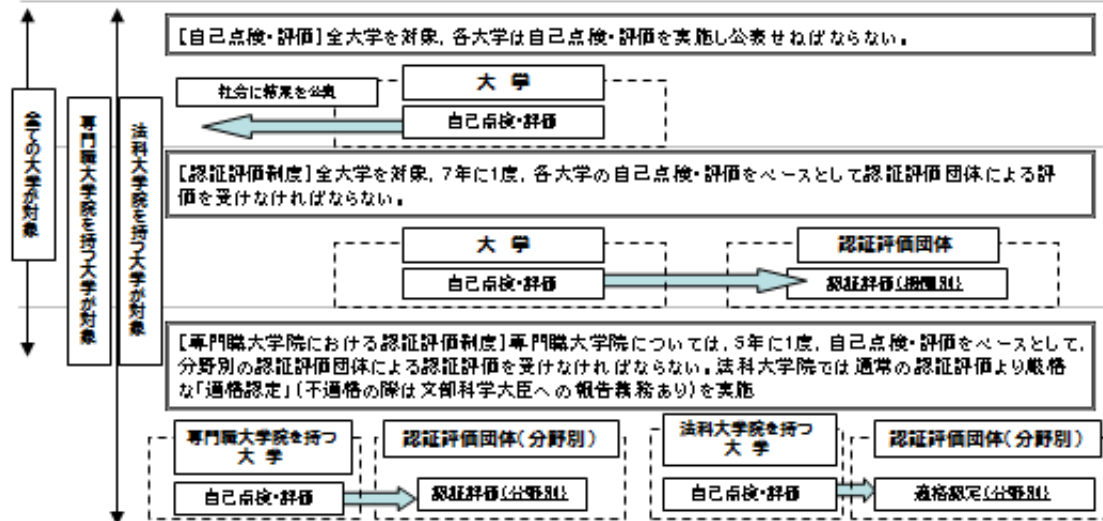 [自己点検・評価]全大学を対象，各大学は自己点検・評価を実施し公表せねばならない。
大 学
社会に結果を公表
自己点検・評価
全ての大学が対象
専門職大学院を持つ大学が対象
法科大学院を持つ大学が対象
[認証評価制度]全大学を対象，7年に1度，各大学の自己点検・評価をベースとして認証評価団体による評
価を受けなければならない。
大 学
認証評価団体
自己点検・評価
認証評価(機関別)
[専門職大学院における認証評価制度]専門職大学院については，5年に1度，自己点検・評価をベースとして，
分野別の認証評価団体による認証評価を受けなければならない。法科大学院では通常の認証評価より厳格
な「適格認定」(不適格の際は文部科学大臣への報告義務あり)を実施
専門職大学院を持つ
大 学
認証評価団体(分野別)
法科大学院を持つ
大 学
認証評価団体(分野別)
自己点検・評価
認証評価(分野別)
自己点検・評価
適格認定(分野別)